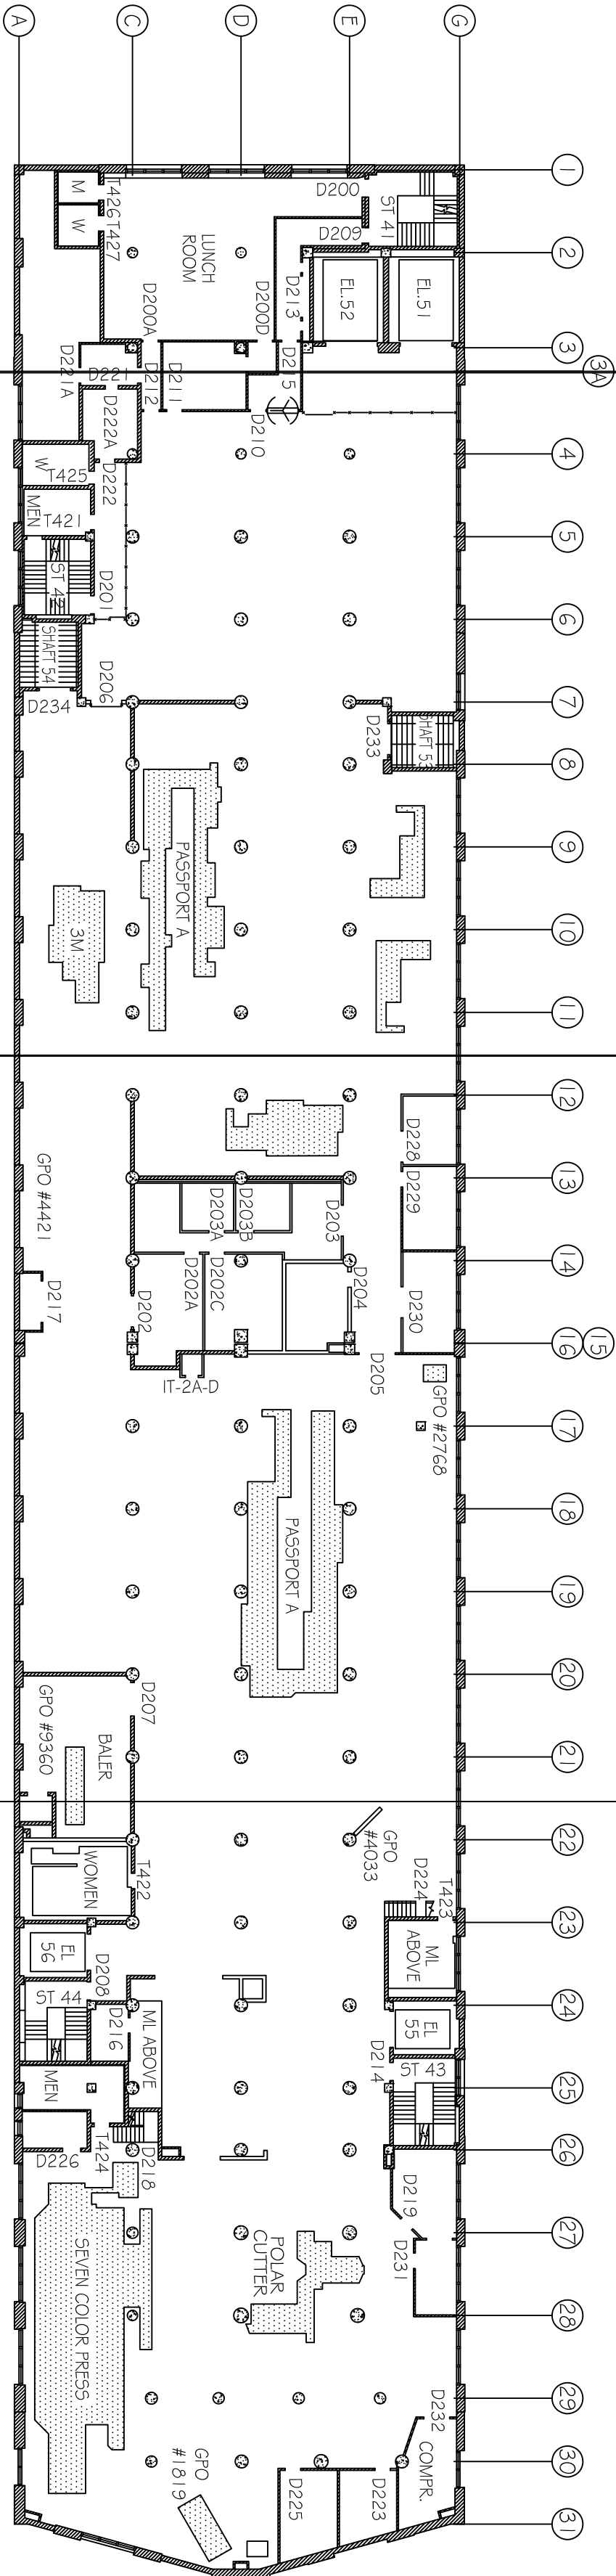 A
C
D
E
G
1
2
3
3A
4
5
6
7
8
9
10
11
12
13
14
16
15
17
18
19
20
21
22
23
24
25
26
27
28
29
30
31
M
W
T426
T427
D200
ST 41
D209
LUNCH
ROOM
D213
EL.52
EL.51
D200A
D200D
D221A
D221
D212
D211
D215
D222A
D210
W
T425
D222
MEN
T421
ST 42
D201
SHAFT 54
D206
D234
D233
SHAFT 53
PASSPORT A
3M
D228
D229
D203A
D203B
D203
GPO #4421
D217
D202
D202A
D202C
D204
D230
IT-2A-D
D205
GPO #2768
PASSPORT A
D207
GPO #9360
BALER
GPO
#4033
WOMEN
T422
D224
T423
ML
ABOVE
EL
56
D208
EL
55
ST 44
D216
ML ABOVE
D214
ST 43
MEN
T424
D226
D218
D219
D231
SEVEN COLOR PRESS
POLAR
CUTTER
D232
COMPR.
GPO
#1819
D225
D223